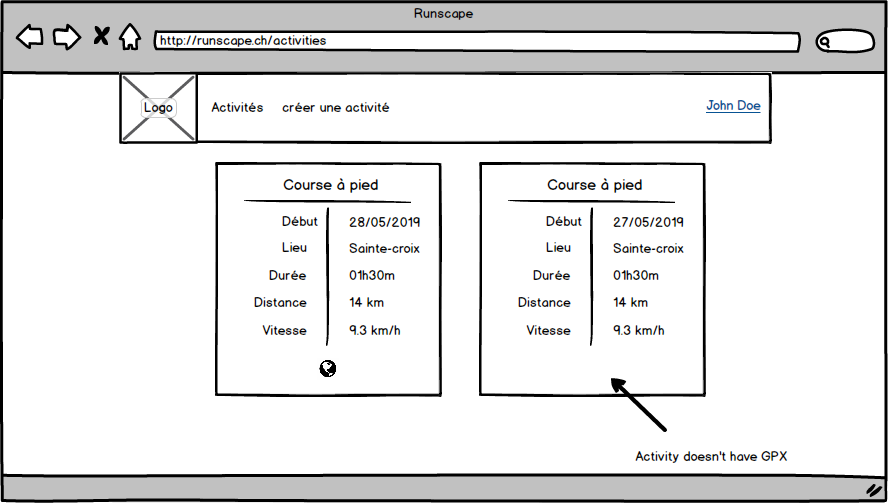 Runscape
http://runscape.ch/activities
Logo
Activités créer une activité
John Doe
Course à pied
Début 28/05/2019
Lieu Sainte-croix
Durée 01h30m
Distance 14 km
Vitesse 9.3 km/h
Course à pied
Début 27/05/2019
Lieu Sainte-croix
Durée 01h30m
Distance 14 km
Vitesse 9.3 km/h
Activity doesn't have GPX